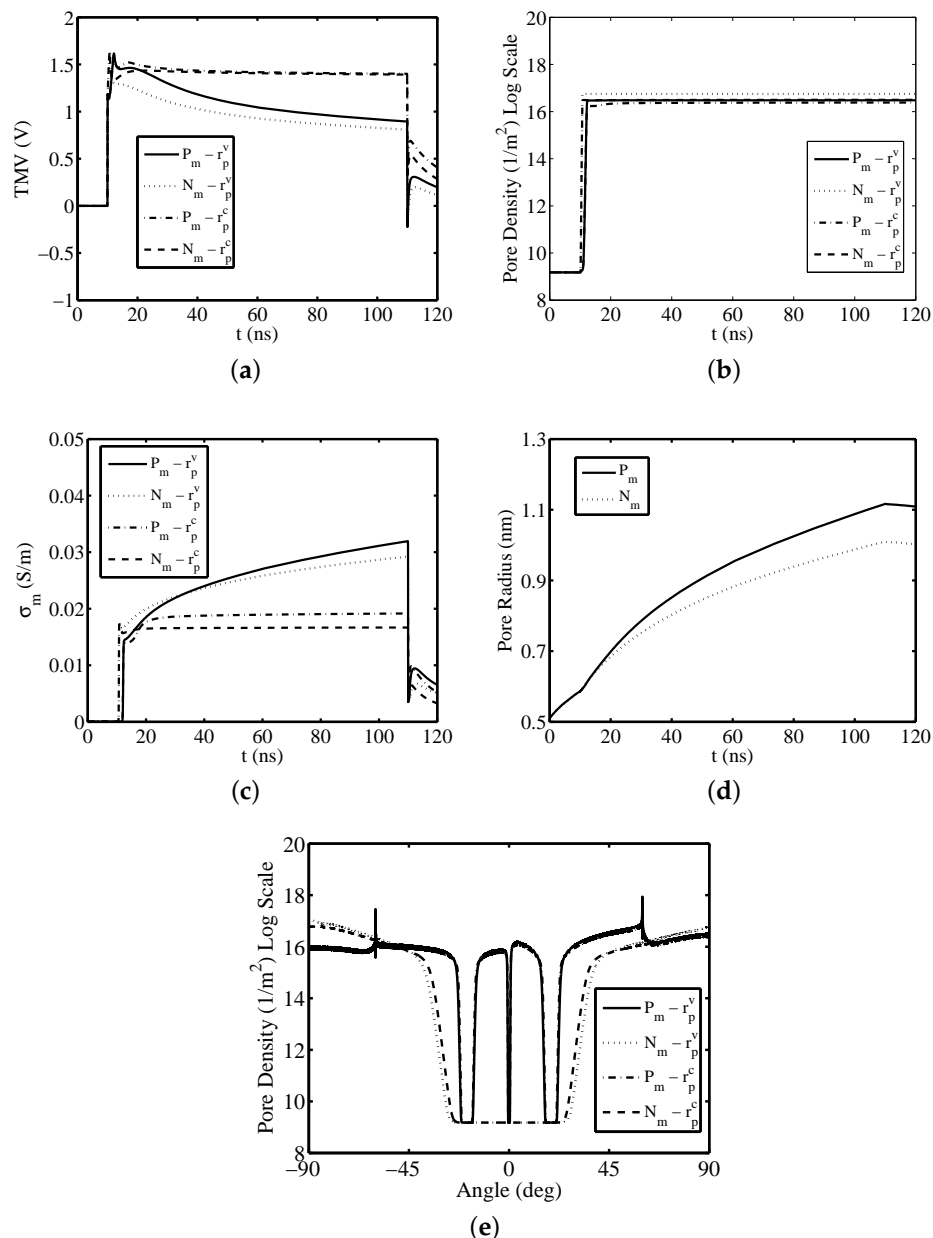 2
1.5
1
0.5
0
−0.5
−1
TMV (V)
0 20 40 60 80 100 120
t (ns)
P_m − r_p^v
N_m − r_p^v
P_m − r_p^c
N_m − r_p^c
(a)
20
18
16
14
12
10
8
Pore Density (1/m²) Log Scale
0 20 40 60 80 100 120
t (ns)
P_m − r_p^v
N_m − r_p^v
P_m − r_p^c
N_m − r_p^c
(b)
0.05
0.04
0.03
0.02
0.01
0
σ_m (S/m)
0 20 40 60 80 100 120
t (ns)
P_m − r_p^v
N_m − r_p^v
P_m − r_p^c
N_m − r_p^c
(c)
1.3
1.1
0.9
0.7
0.5
Pore Radius (nm)
0 20 40 60 80 100 120
t (ns)
P_m
N_m
(d)
20
18
16
14
12
10
8
Pore Density (1/m²) Log Scale
−90 −45 0 45 90
Angle (deg)
P_m − r_p^v
N_m − r_p^v
P_m − r_p^c
N_m − r_p^c
(e)